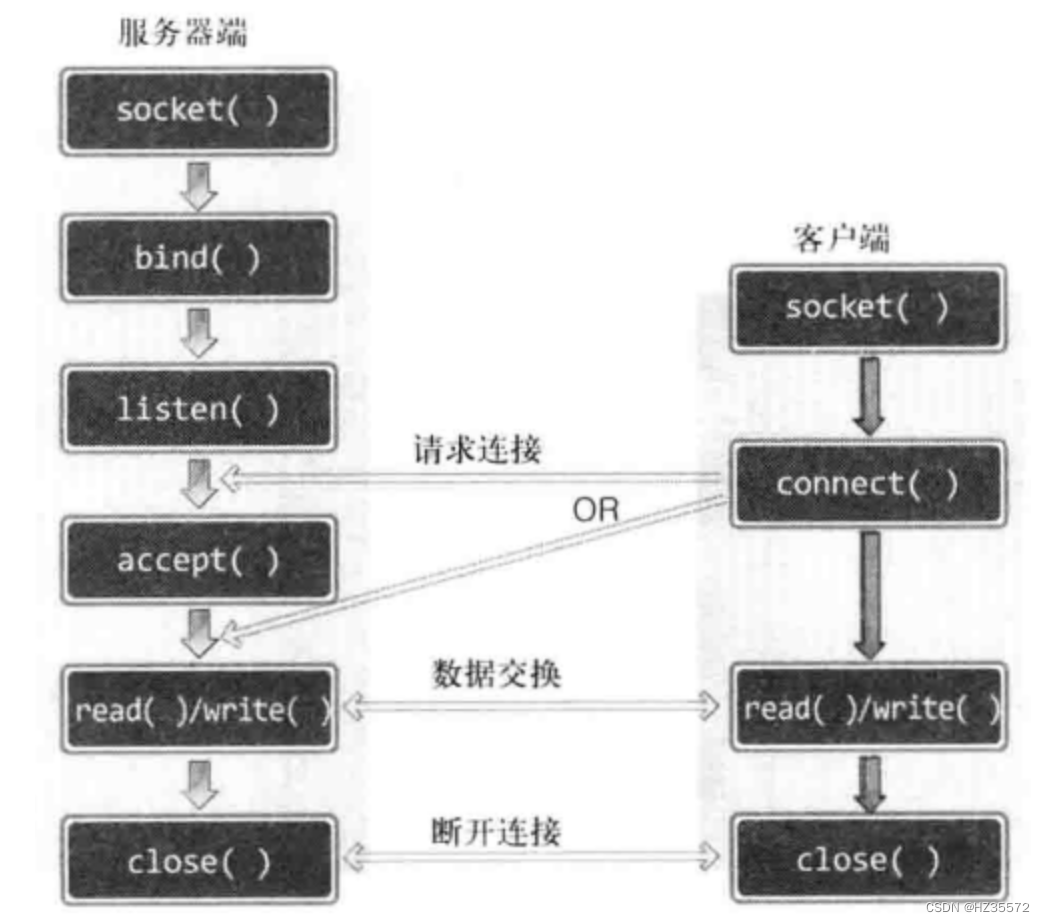 服务器端
socket( )
bind( )
listen( )
accept( )
read( )/write( )
close( )
请求连接
OR
数据交换
断开连接
客户端
socket( )
connect( )
read( )/write( )
close( )
CSDN @HZ35572